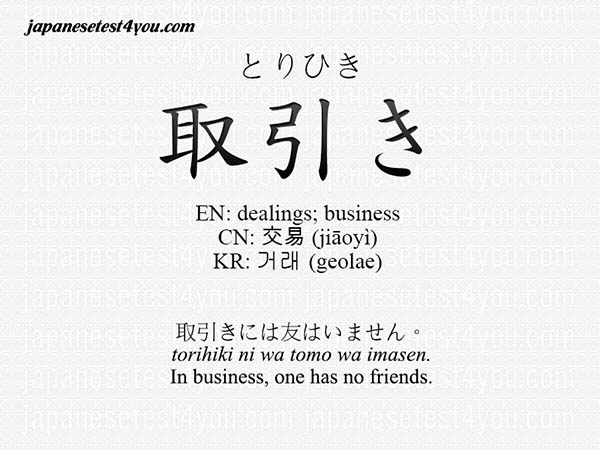 japanesetest4you.com
とりひき
取引き
EN: dealings; business
CN: 交易 (jiāoyì)
KR: 거래 (geolae)
取引きには友はいません。
torihiki ni wa tomo wa imasen.
In business, one has no friends.